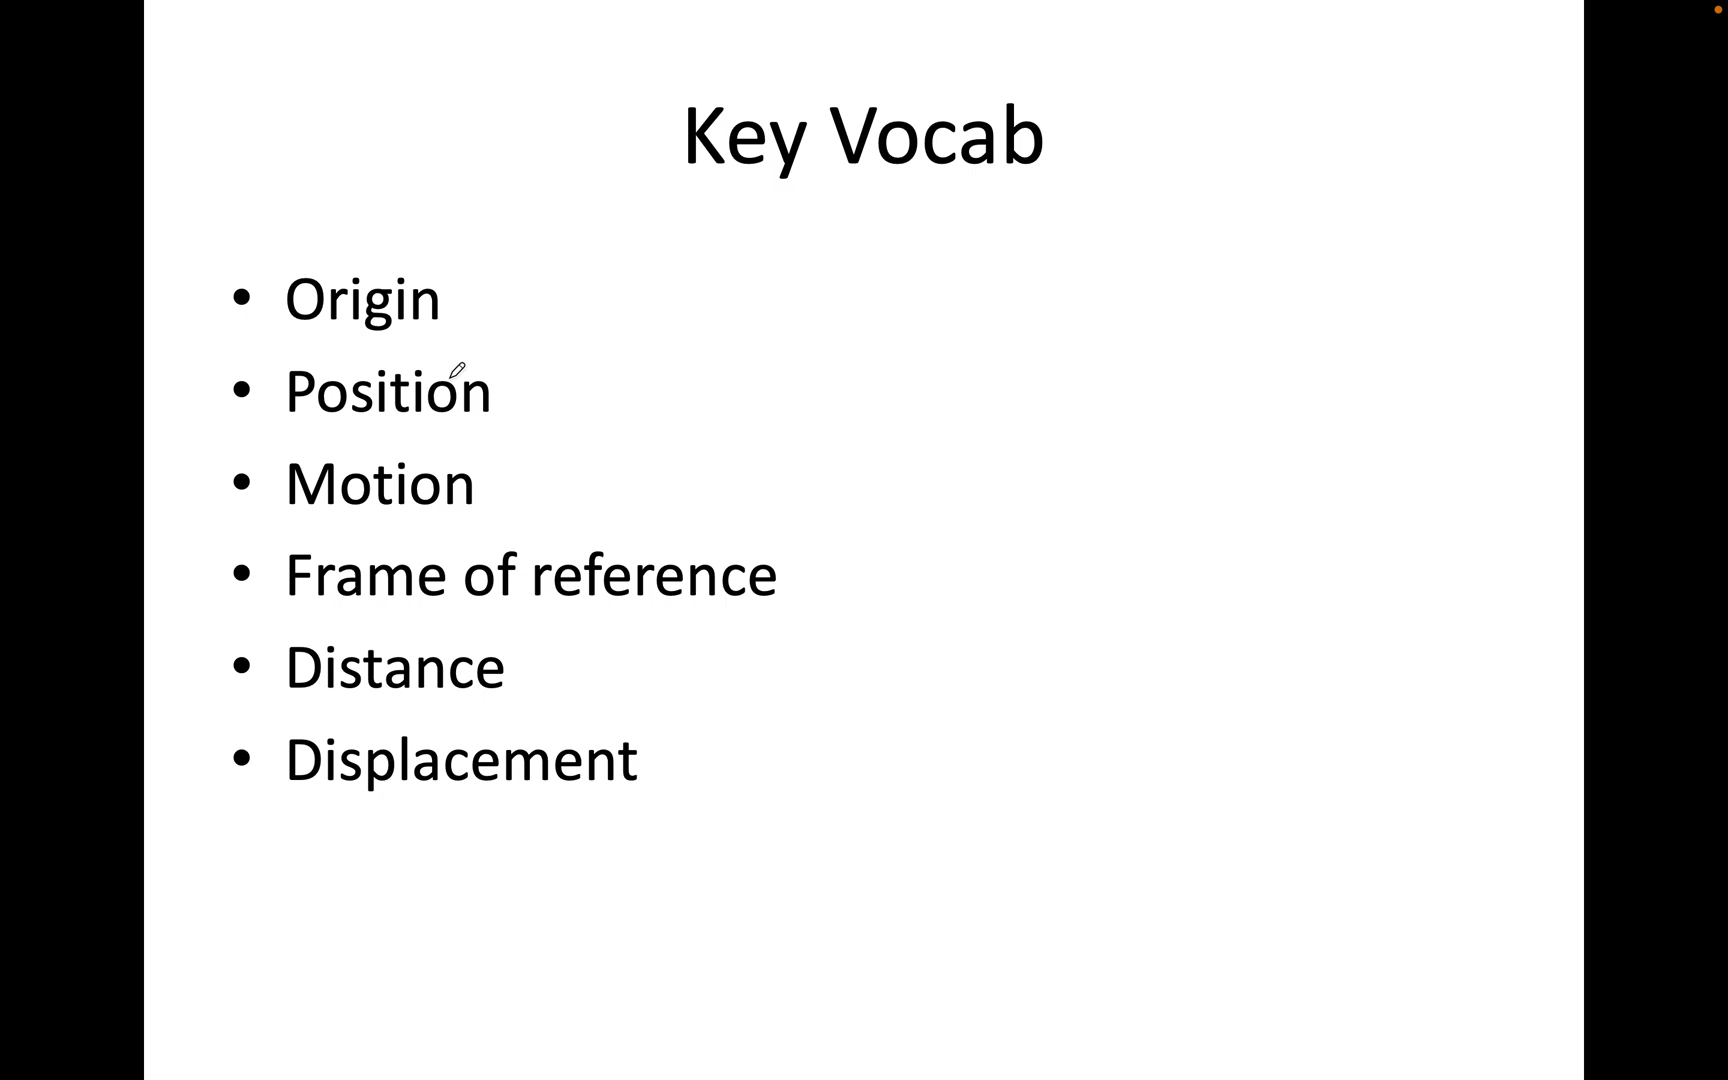 Key Vocab
• Origin
• Position
• Motion
• Frame of reference
• Distance
• Displacement